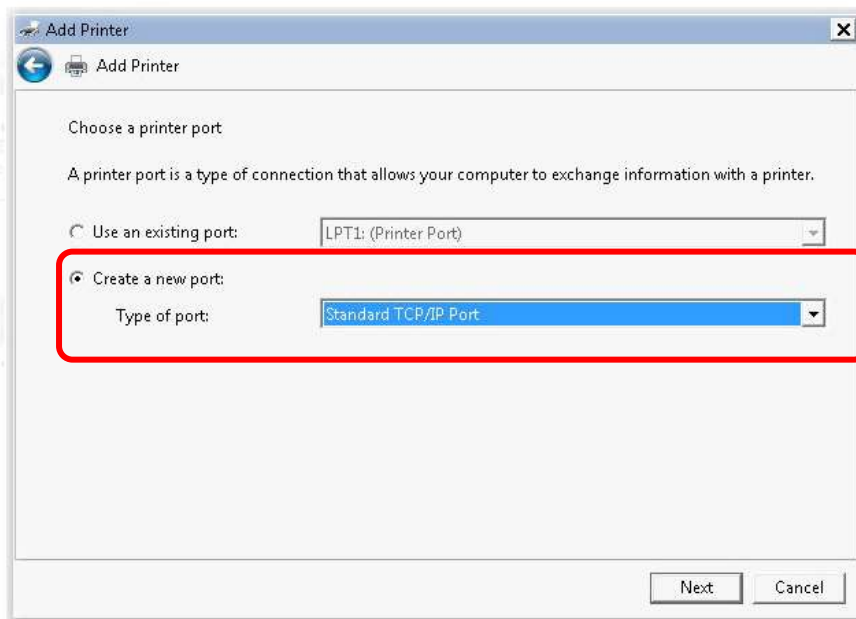 Add Printer
Add Printer
Choose a printer port
A printer port is a type of connection that allows your computer to exchange information with a printer.
Use an existing port: LPT1: (Printer Port)
Create a new port:
Type of port: Standard TCP/IP Port
Next Cancel